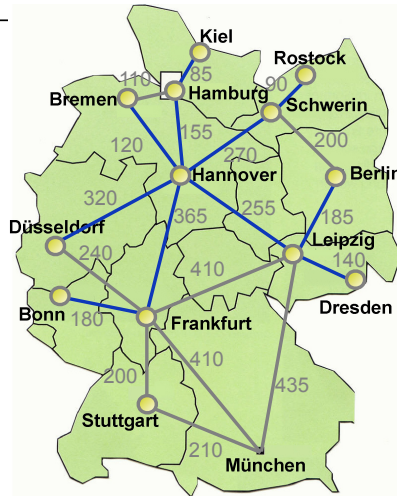 Kiel
Rostock
110
85
90
Bremen
Hamburg
Schwerin
120
155
200
270
Hannover
Berlin
320
365
255
185
Düsseldorf
240
410
Leipzig
140
Bonn
180
Frankfurt
Dresden
200
410
435
Stuttgart
210
München